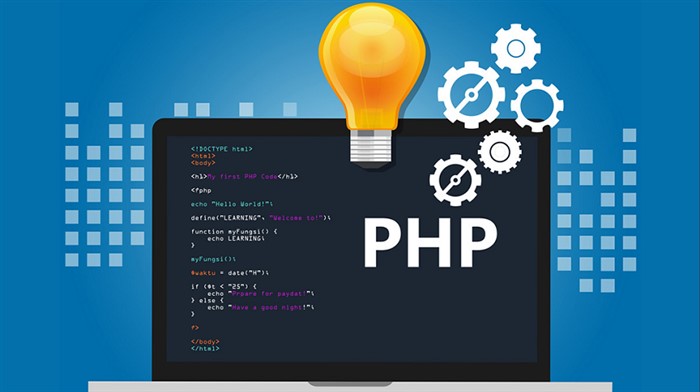 <!DOCTYPE html>
<html>
<body>
<h1>My first PHP Code</h1>
<?php
echo "Hello World!"\
define("LEARNING", "Welcome to!")\
function myFungsi() {
echo LEARNING\
}
myFungsi()\
$waktu = date("H")\
if ($t < "25") {
echo "Prpare for payday!"\
} else {
echo "Have a good night!"\
}
?>
</body>
</html>
PHP